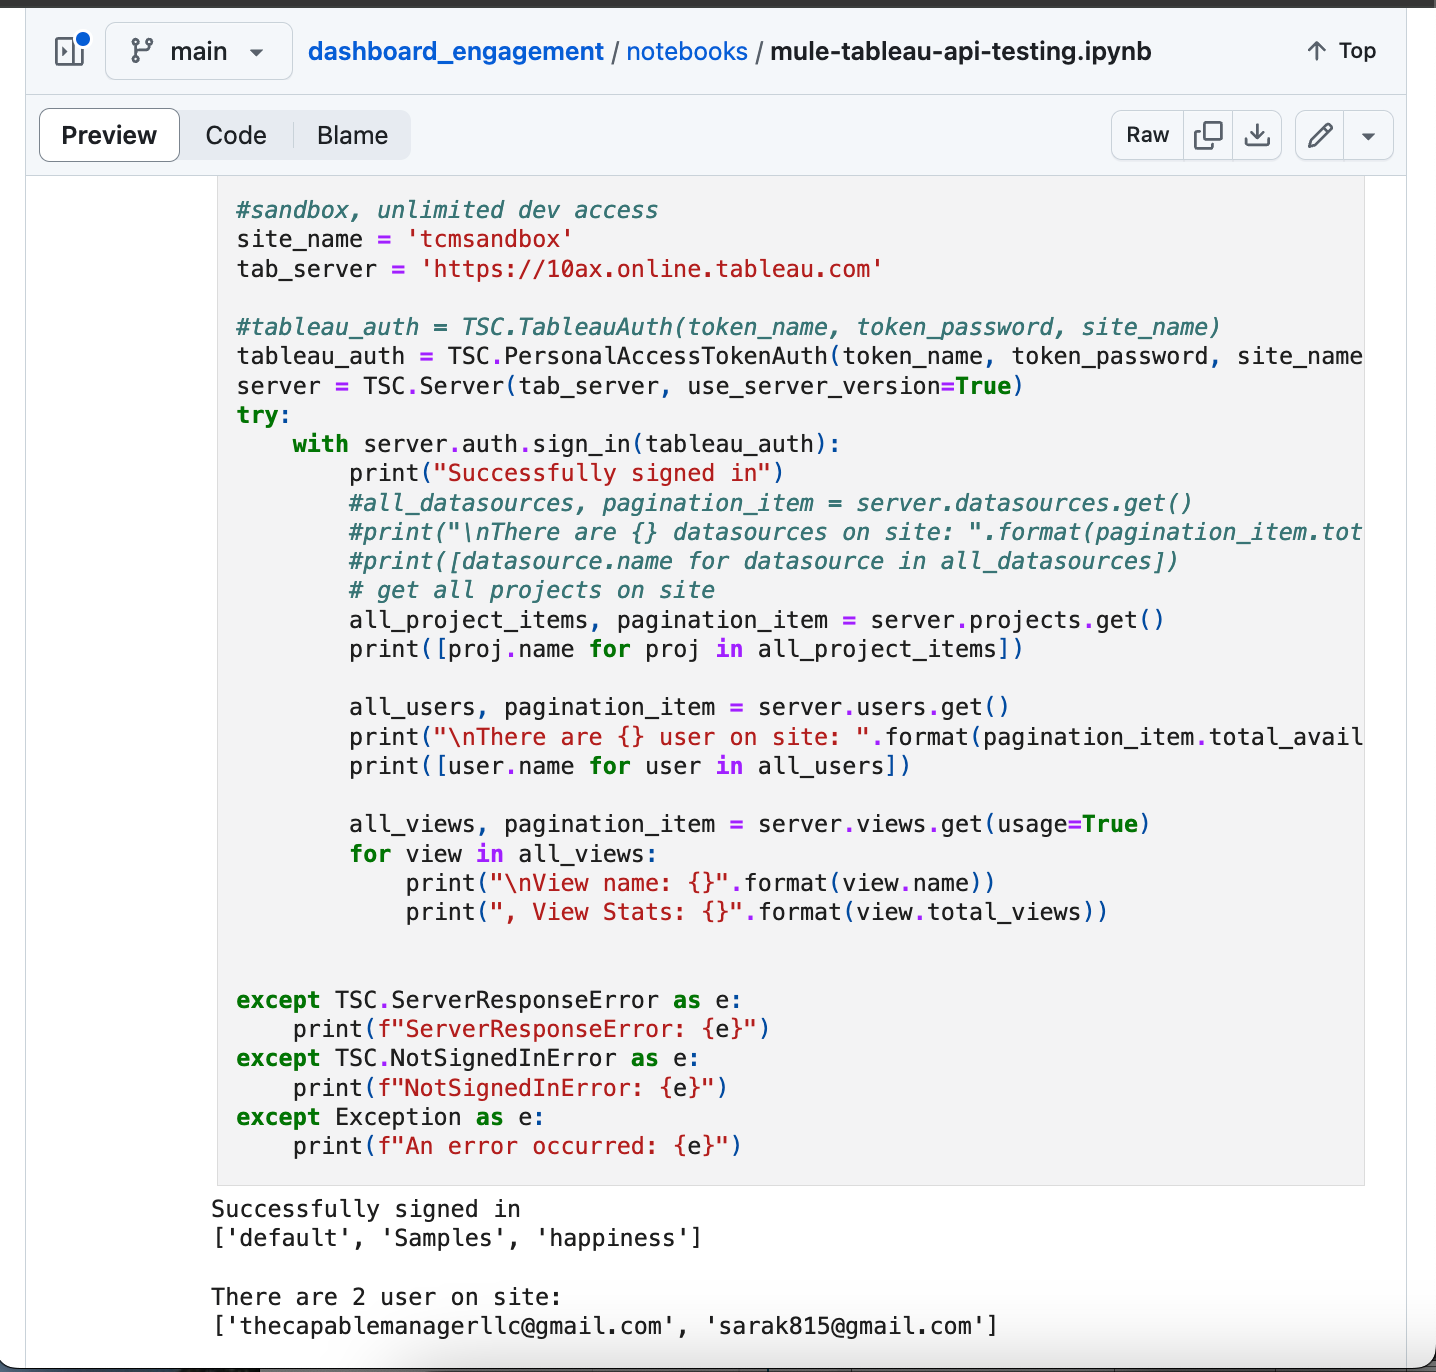 main
dashboard_engagement / notebooks / mule-tableau-api-testing.ipynb
Top
Preview
Code
Blame
Raw
#sandbox, unlimited dev access
site_name = 'tcmsandbox'
tab_server = 'https://10ax.online.tableau.com'

#tableau_auth = TSC.TableauAuth(token_name, token_password, site_name)
tableau_auth = TSC.PersonalAccessTokenAuth(token_name, token_password, site_name
server = TSC.Server(tab_server, use_server_version=True)
try:
    with server.auth.sign_in(tableau_auth):
        print("Successfully signed in")
        #all_datasources, pagination_item = server.datasources.get()
        #print("\nThere are {} datasources on site: ".format(pagination_item.tot
        #print([datasource.name for datasource in all_datasources])
        # get all projects on site
        all_project_items, pagination_item = server.projects.get()
        print([proj.name for proj in all_project_items])

        all_users, pagination_item = server.users.get()
        print("\nThere are {} user on site: ".format(pagination_item.total_avail
        print([user.name for user in all_users])

        all_views, pagination_item = server.views.get(usage=True)
        for view in all_views:
            print("\nView name: {}".format(view.name))
            print(", View Stats: {}".format(view.total_views))

except TSC.ServerResponseError as e:
    print(f"ServerResponseError: {e}")
except TSC.NotSignedInError as e:
    print(f"NotSignedInError: {e}")
except Exception as e:
    print(f"An error occurred: {e}")
Successfully signed in
['default', 'Samples', 'happiness']

There are 2 user on site:
['thecapablemanagerllc@gmail.com', 'sarak815@gmail.com']